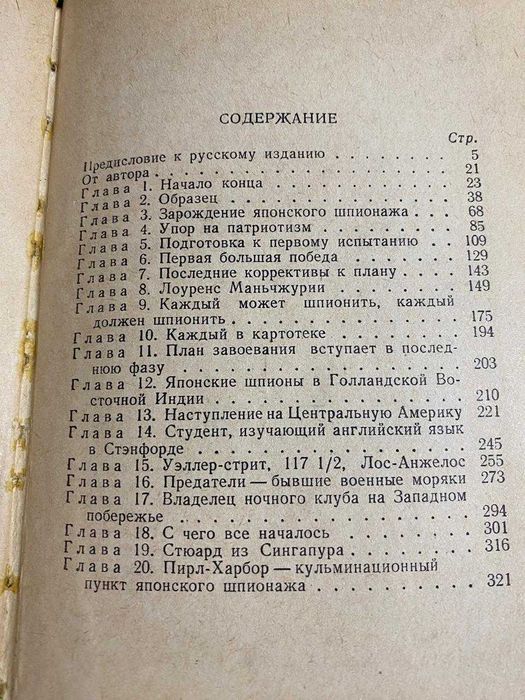 СОДЕРЖАНИЕ
Стр.
Предисловие к русскому изданию . . . . . . . . . 5
От автора . . . . . . . . . . . . . . . . . . . . 21
Глава 1. Начало конца . . . . . . . . . . . . . 23
Глава 2. Образец . . . . . . . . . . . . . . . . 38
Глава 3. Зарождение японского шпионажа . . . . 68
Глава 4. Упор на патриотизм . . . . . . . . . . 85
Глава 5. Подготовка к первому испытанию . . . 109
Глава 6. Первая большая победа . . . . . . . . 129
Глава 7. Последние коррективы к плану . . . . 143
Глава 8. Лоуренс Маньчжурии . . . . . . . . . 149
Глава 9. Каждый может шпионить, каждый
должен шпионить . . . . . . . . . . . . . . . 175
Глава 10. Каждый в картотеке . . . . . . . . . 194
Глава 11. План завоевания вступает в послед-
нюю фазу . . . . . . . . . . . . . . . . . . . 203
Глава 12. Японские шпионы в Голландской Во-
сточной Индии . . . . . . . . . . . . . . . . 210
Глава 13. Наступление на Центральную Америку 221
Глава 14. Студент, изучающий английский язык
в Стэнфорде . . . . . . . . . . . . . . . . . 245
Глава 15. Уэллер-стрит, 117 1/2, Лос-Анжелос 255
Глава 16. Предатели — бывшие военные моряки 273
Глава 17. Владелец ночного клуба на Западном
побережье . . . . . . . . . . . . . . . . . . 294
Глава 18. С чего все началось . . . . . . . . 301
Глава 19. Стюард из Сингапура . . . . . . . . 316
Глава 20. Пирл-Харбор — кульминационный
пункт японского шпионажа . . . . . . . . . . 321